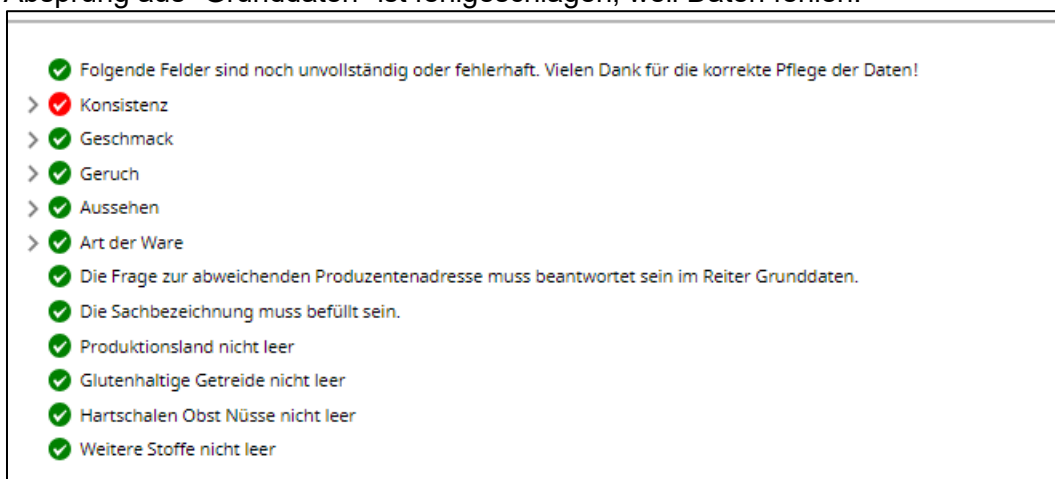 Absprung aus "Grunddaten" ist fehlgeschlagen, weil Daten fehlen:
Folgende Felder sind noch unvollständig oder fehlerhaft. Vielen Dank für die korrekte Pflege der Daten!
Konsistenz
Geschmack
Geruch
Aussehen
Art der Ware
Die Frage zur abweichenden Produzentenadresse muss beantwortet sein im Reiter Grunddaten.
Die Sachbezeichnung muss befüllt sein.
Produktionsland nicht leer
Glutenhaltige Getreide nicht leer
Hartschalen Obst Nüsse nicht leer
Weitere Stoffe nicht leer